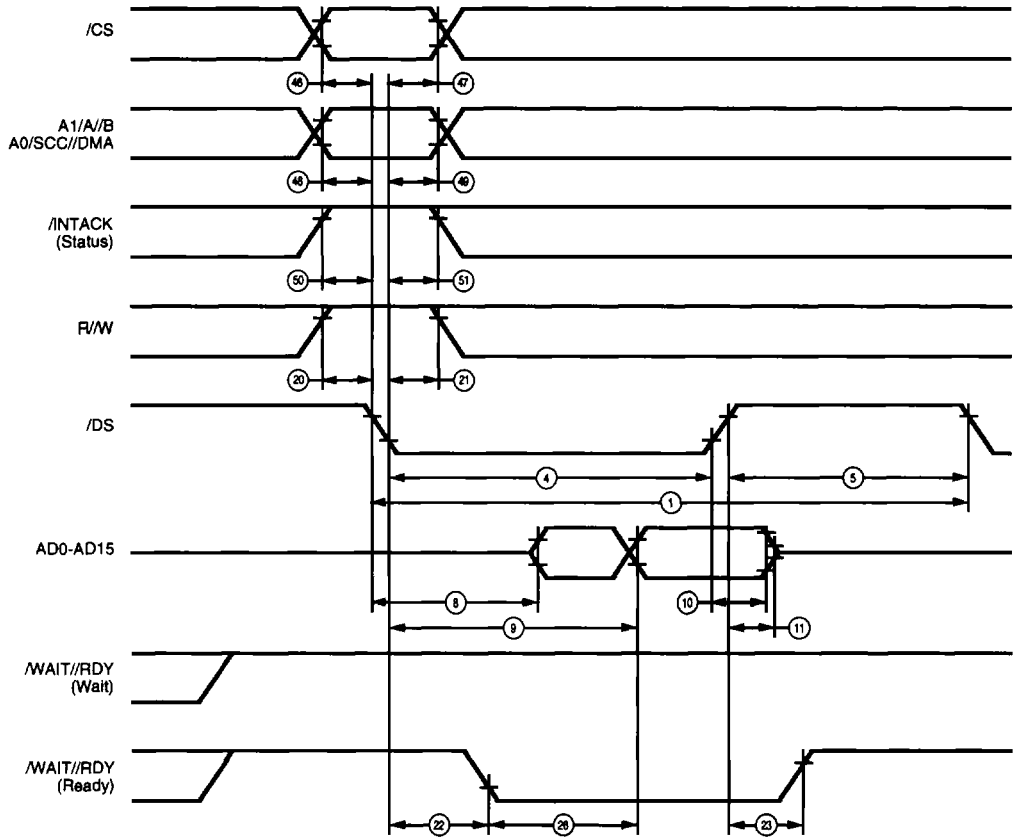 /CS
46
47
A1/A//B
A0/SCC//DMA
48
49
/INTACK
(Status)
50
51
R//W
20
21
/DS
4
5
1
AD0-AD15
8
10
9
11
/WAIT//RDY
(Wait)
/WAIT//RDY
(Ready)
22
26
23